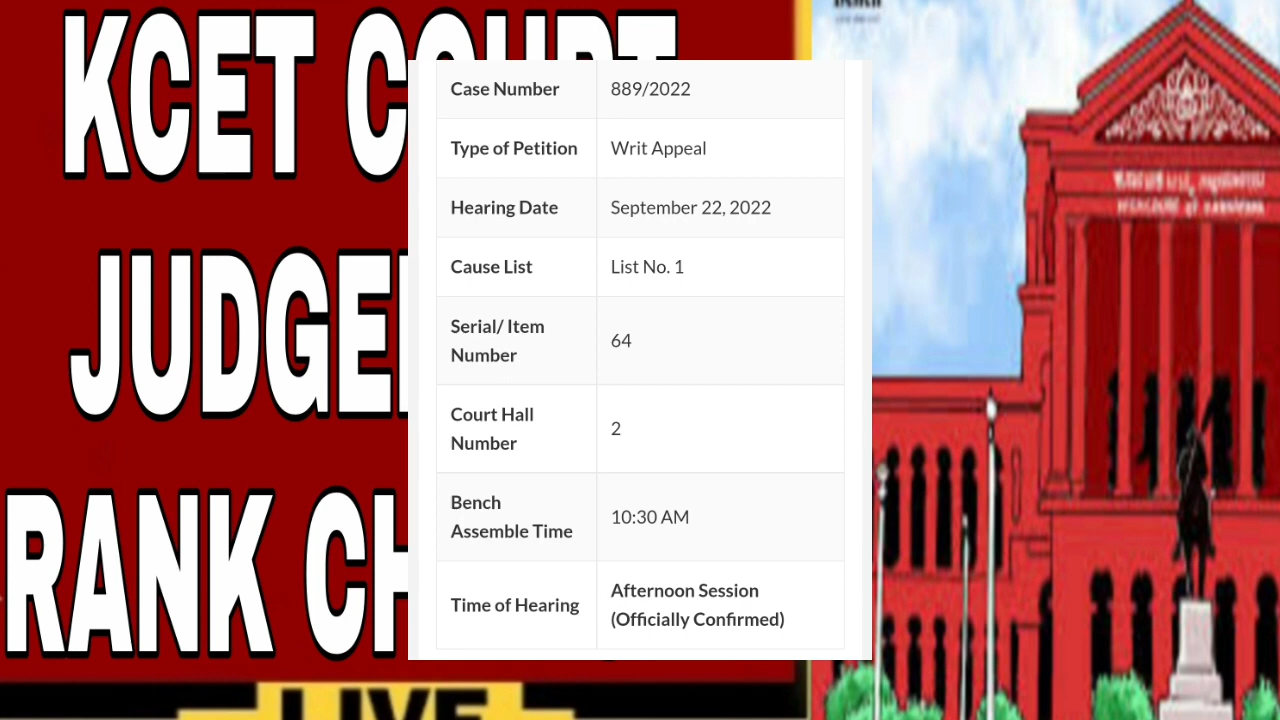 KCET COURT
JUDGE
RANK CH
LIVE
Case Number 889/2022
Type of Petition Writ Appeal
Hearing Date September 22, 2022
Cause List List No. 1
Serial/ Item
Number
64
Court Hall
Number
2
Bench
Assemble Time
10:30 AM
Time of Hearing
Afternoon Session
(Officially Confirmed)